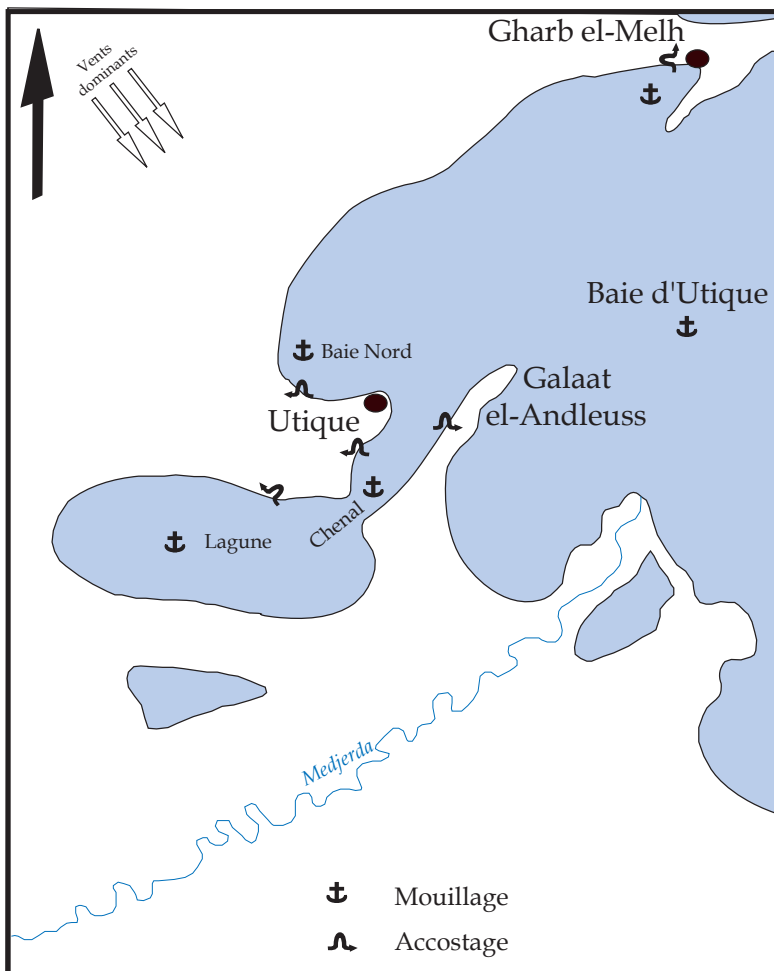 Gharb el-Melh
Vents
dominants
Baie d'Utique
Baie Nord
Galaat
el-Andleuss
Utique
Chenal
Lagune
Medjerda
Mouillage
Accostage